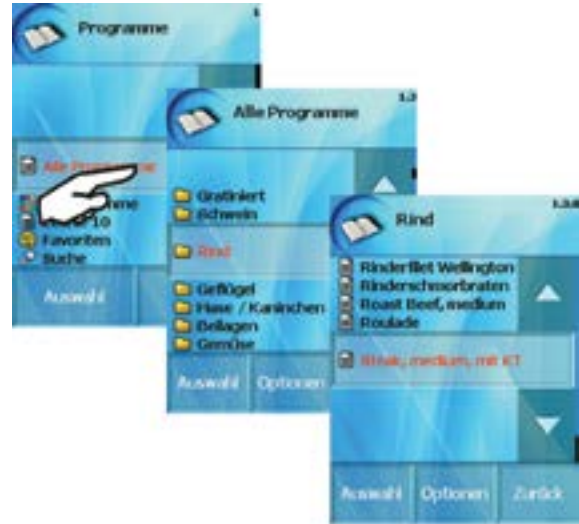 Programme
Alle Programme
Favoriten
Suche
Auswahl
Alle Programme
Gratiniert
Schwein
Rind
Geflügel
Hase / Kaninchen
Beilagen
Gemüse
Auswahl Optionen
Rind
Rinderfilet Wellington
Rinderschmorbraten
Roast Beef, medium
Roulade
Steak, medium, mit KT
Auswahl Optionen Zurück